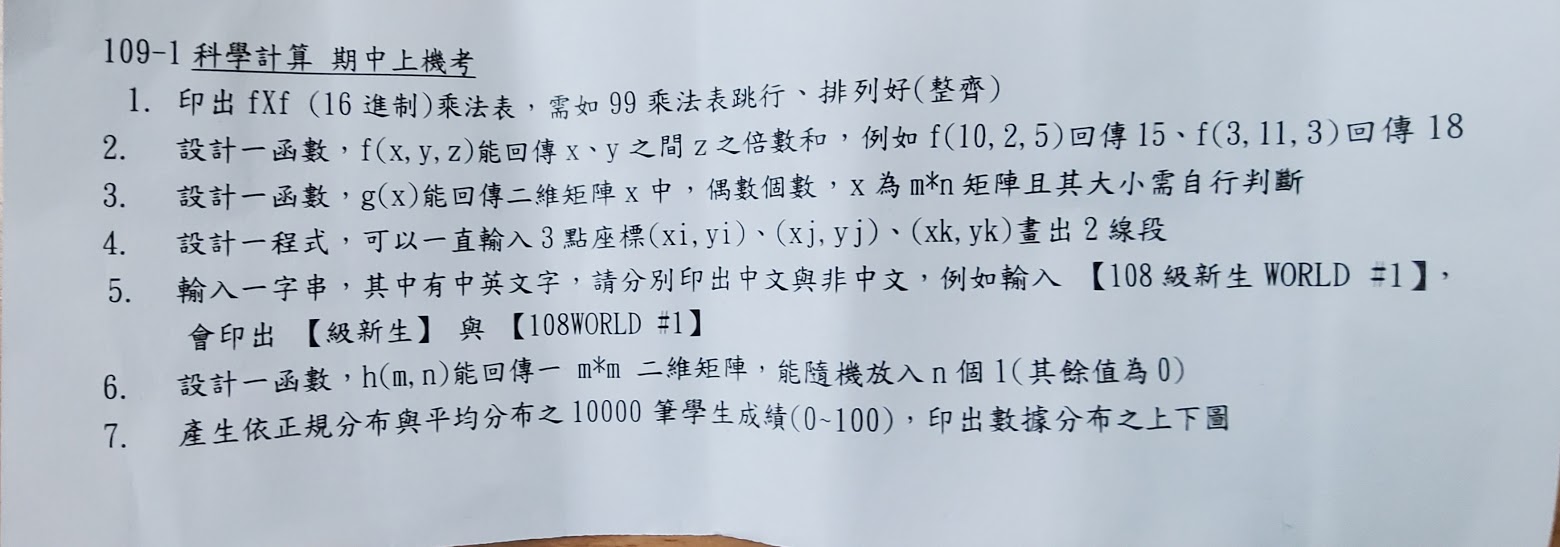 109-1 科學計算 期中上機考
1. 印出 fXf (16 進制)乘法表，需如 99 乘法表跳行、排列好(整齊)
2. 設計一函數，f(x,y,z)能回傳 x、y 之間 z 之倍數和，例如 f(10,2,5)回傳 15、f(3,11,3)回傳 18
3. 設計一函數，g(x)能回傳二維矩陣 x 中，偶數個數，x 為 m*n 矩陣且其大小需自行判斷
4. 設計一程式，可以一直輸入 3 點座標(xi,yi)、(xj,yj)、(xk,yk)畫出 2 線段
5. 輸入一字串，其中有中英文字，請分別印出中文與非中文，例如輸入 【108 級新生 WORLD #1】，
會印出 【級新生】 與 【108WORLD #1】
6. 設計一函數，h(m,n)能回傳一 m*m 二維矩陣，能隨機放入 n 個 1(其餘值為 0)
7. 產生依正規分布與平均分布之 10000 筆學生成績(0~100)，印出數據分布之上下圖